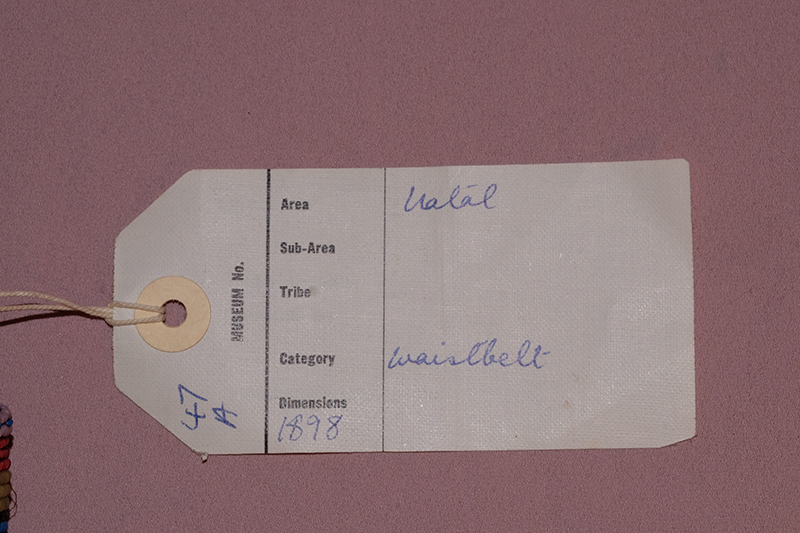 MUSEUM No.
47
A
Area Natal
Sub-Area
Tribe
Category waistbelt
Dimensions
1898